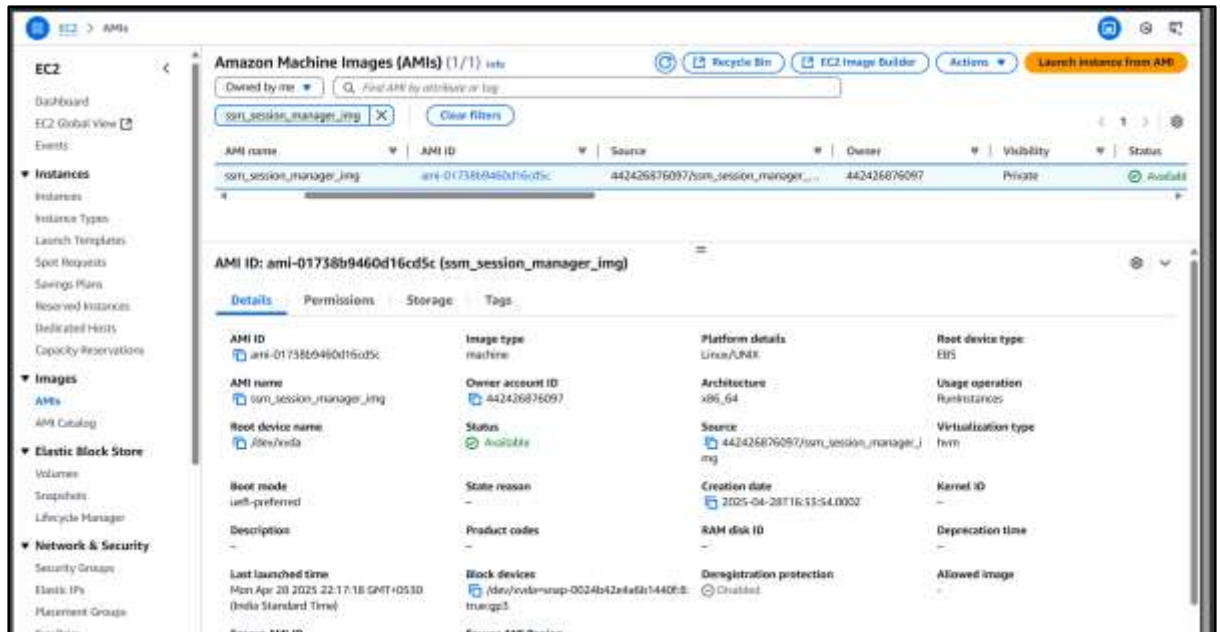 EC2 > AMIs
EC2
Dashboard
EC2 Global View
Events
Instances
Instances
Instance Types
Launch Templates
Spot Requests
Savings Plans
Reserved Instances
Dedicated Hosts
Capacity Reservations
Images
AMIs
AMI Catalog
Elastic Block Store
Volumes
Snapshots
Lifecycle Manager
Network & Security
Security Groups
Elastic IPs
Placement Groups
Amazon Machine Images (AMIs) (1/1) Info
Recycle Bin
EC2 Image Builder
Actions
Launch instance from AMI
Owned by me
Find AMI by attribute or tag
ssm_session_manager_img
Clear filters
1
AMI name | AMI ID | Source | Owner | Visibility | Status
ssm_session_manager_img ami-01738b9460d16cd5c 442426876097/ssm_session_manager_... 442426876097 Private Availabl
AMI ID: ami-01738b9460d16cd5c (ssm_session_manager_img)
Details Permissions Storage Tags
AMI ID Image type Platform details Root device type
ami-01738b9460d16cd5c machine Linux/UNIX EBS
AMI name Owner account ID Architecture Usage operation
ssm_session_manager_img 442426876097 x86_64 RunInstances
Root device name Status Source Virtualization type
/dev/xvda Available 442426876097/ssm_session_manager_i hvm
mg
Boot mode State reason Creation date Kernel ID
uefi-preferred – 2025-04-28T16:53:54.000Z –
Description Product codes RAM disk ID Deprecation time
– – – –
Last launched time Block devices Deregistration protection Allowed image
Mon Apr 28 2025 22:17:18 GMT+0530 Disabled –
(India Standard Time) true:gp3